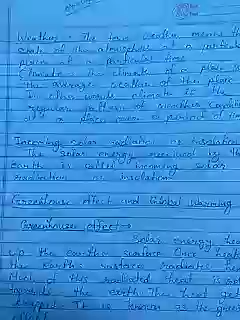 Weather : The term weather means the
state of the atmosphere at a particular
place at a particular time
Climate : The climate of a place is
the average weather of the place
In other words climate is the
regular pattern of weather condition
of a place over a period of time
Incoming solar radiation or Insolation
The solar energy received by the
earth is called incoming solar
radiation or insolation
Greenhouse effect and Global Warming
Greenhouse effect →
Solar energy heat
up the earths surface Once heat
the earth's surface radiates heat
Most of this radiated heat is
the earth The heat get
This is known as the green
effect